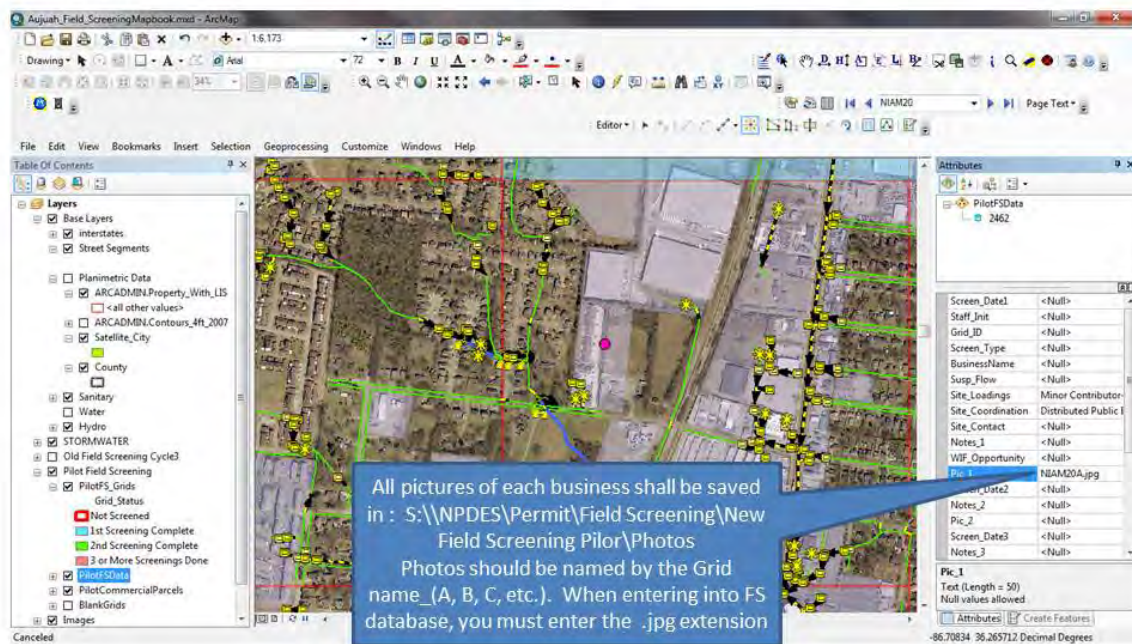 Aujuah_Field_ScreeningMapbook.mxd - ArcMap
1:6,173
Drawing
Arial
72
B I U A
34%
NIAM20
Page Text
Editor
File Edit View Bookmarks Insert Selection Geoprocessing Customize Windows Help
Table Of Contents
Layers
Base Layers
interstates
Street Segments
Planimetric Data
ARCADMIN.Property_With_LIS
<all other values>
ARCADMIN.Contours_4ft_2007
Satellite_City
County
Sanitary
Water
Hydro
STORMWATER
Old Field Screening Cycle3
Pilot Field Screening
PilotFS_Grids
Grid_Status
Not Screened
1st Screening Complete
2nd Screening Complete
3 or More Screenings Done
PilotFSData
PilotCommercialParcels
BlankGrids
Images
Canceled
All pictures of each business shall be saved
in : S:\\NPDES\Permit\Field Screening\New
Field Screening Pilor\Photos
Photos should be named by the Grid
name_(A, B, C, etc.). When entering into FS
database, you must enter the .jpg extension
Attributes
PilotFSData
2462
Screen_Date1 <Null>
Staff_Init <Null>
Grid_ID <Null>
Screen_Type <Null>
BusinessName <Null>
Susp_Flow <Null>
Site_Loadings Minor Contributor-
Site_Coordination Distributed Public
Site_Contact <Null>
Notes_1 <Null>
WIF_Opportunity <Null>
Pic_1 NIAM20A.jpg
Screen_Date2 <Null>
Notes_2 <Null>
Pic_2 <Null>
Screen_Date3 <Null>
Notes_3 <Null>
Pic_1
Text (Length = 50)
Null values allowed
Attributes Create Features
-86.70834 36.265712 Decimal Degrees